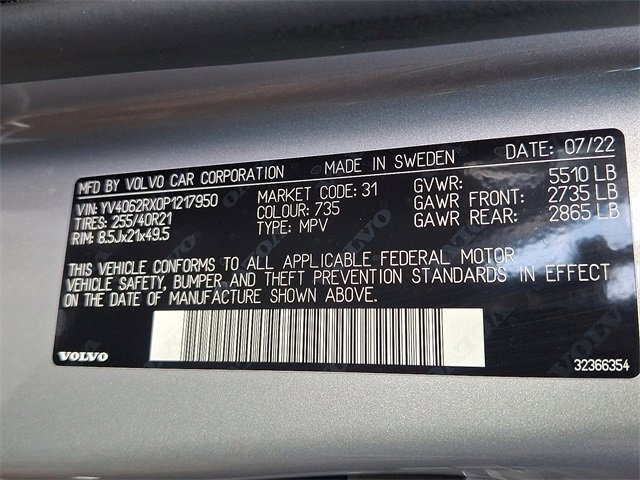 MFD BY VOLVO CAR CORPORATION MADE IN SWEDEN DATE: 07/22
VIN: YV4062RX0P1217950 MARKET CODE: 31 GVWR: 5510 LB
TIRES: 255/40R21 COLOUR: 735 GAWR FRONT: 2735 LB
RIM: 8.5Jx21x49.5 TYPE: MPV GAWR REAR: 2865 LB
THIS VEHICLE CONFORMS TO ALL APPLICABLE FEDERAL MOTOR
VEHICLE SAFETY, BUMPER AND THEFT PREVENTION STANDARDS IN EFFECT
ON THE DATE OF MANUFACTURE SHOWN ABOVE.
VOLVO 32366354